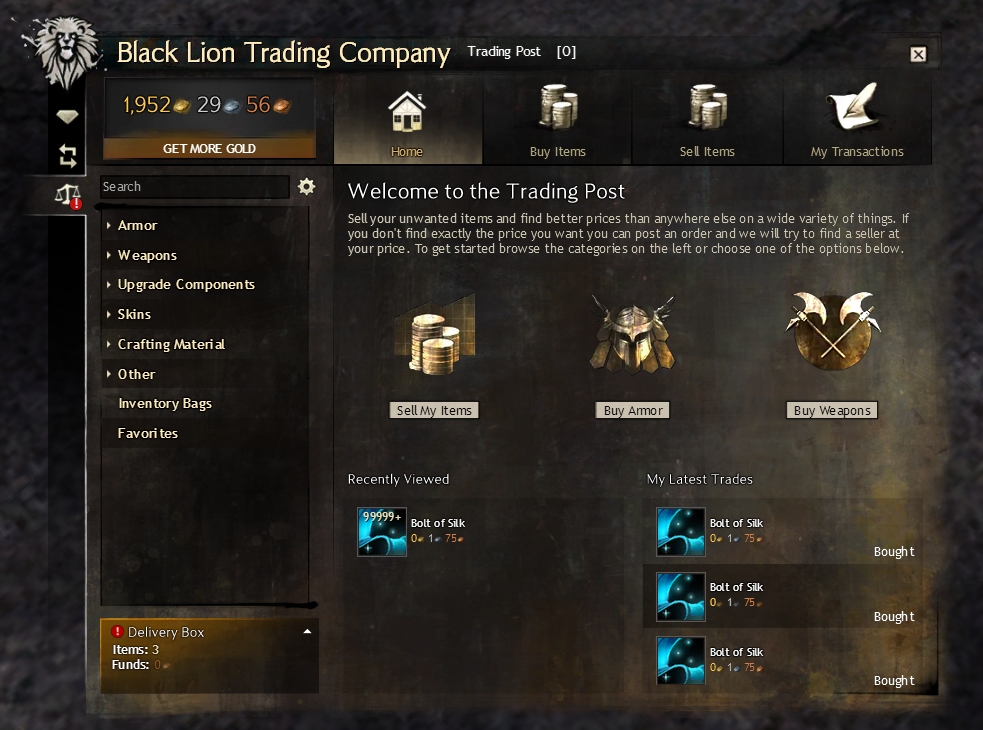 Black Lion Trading Company Trading Post [O]
1,952 29 56
GET MORE GOLD
Home
Buy Items
Sell Items
My Transactions
Search
Armor
Weapons
Upgrade Components
Skins
Crafting Material
Other
Inventory Bags
Favorites
Welcome to the Trading Post
Sell your unwanted items and find better prices than anywhere else on a wide variety of things. If
you don't find exactly the price you want you can post an order and we will try to find a seller at
your price. To get started browse the categories on the left or choose one of the options below.
Sell My Items
Buy Armor
Buy Weapons
Recently Viewed
99999+
Bolt of Silk
0 1 75
My Latest Trades
Bolt of Silk
0 1 75
Bought
Bolt of Silk
0 1 75
Bought
Bolt of Silk
0 1 75
Bought
! Delivery Box
Items: 3
Funds: 0